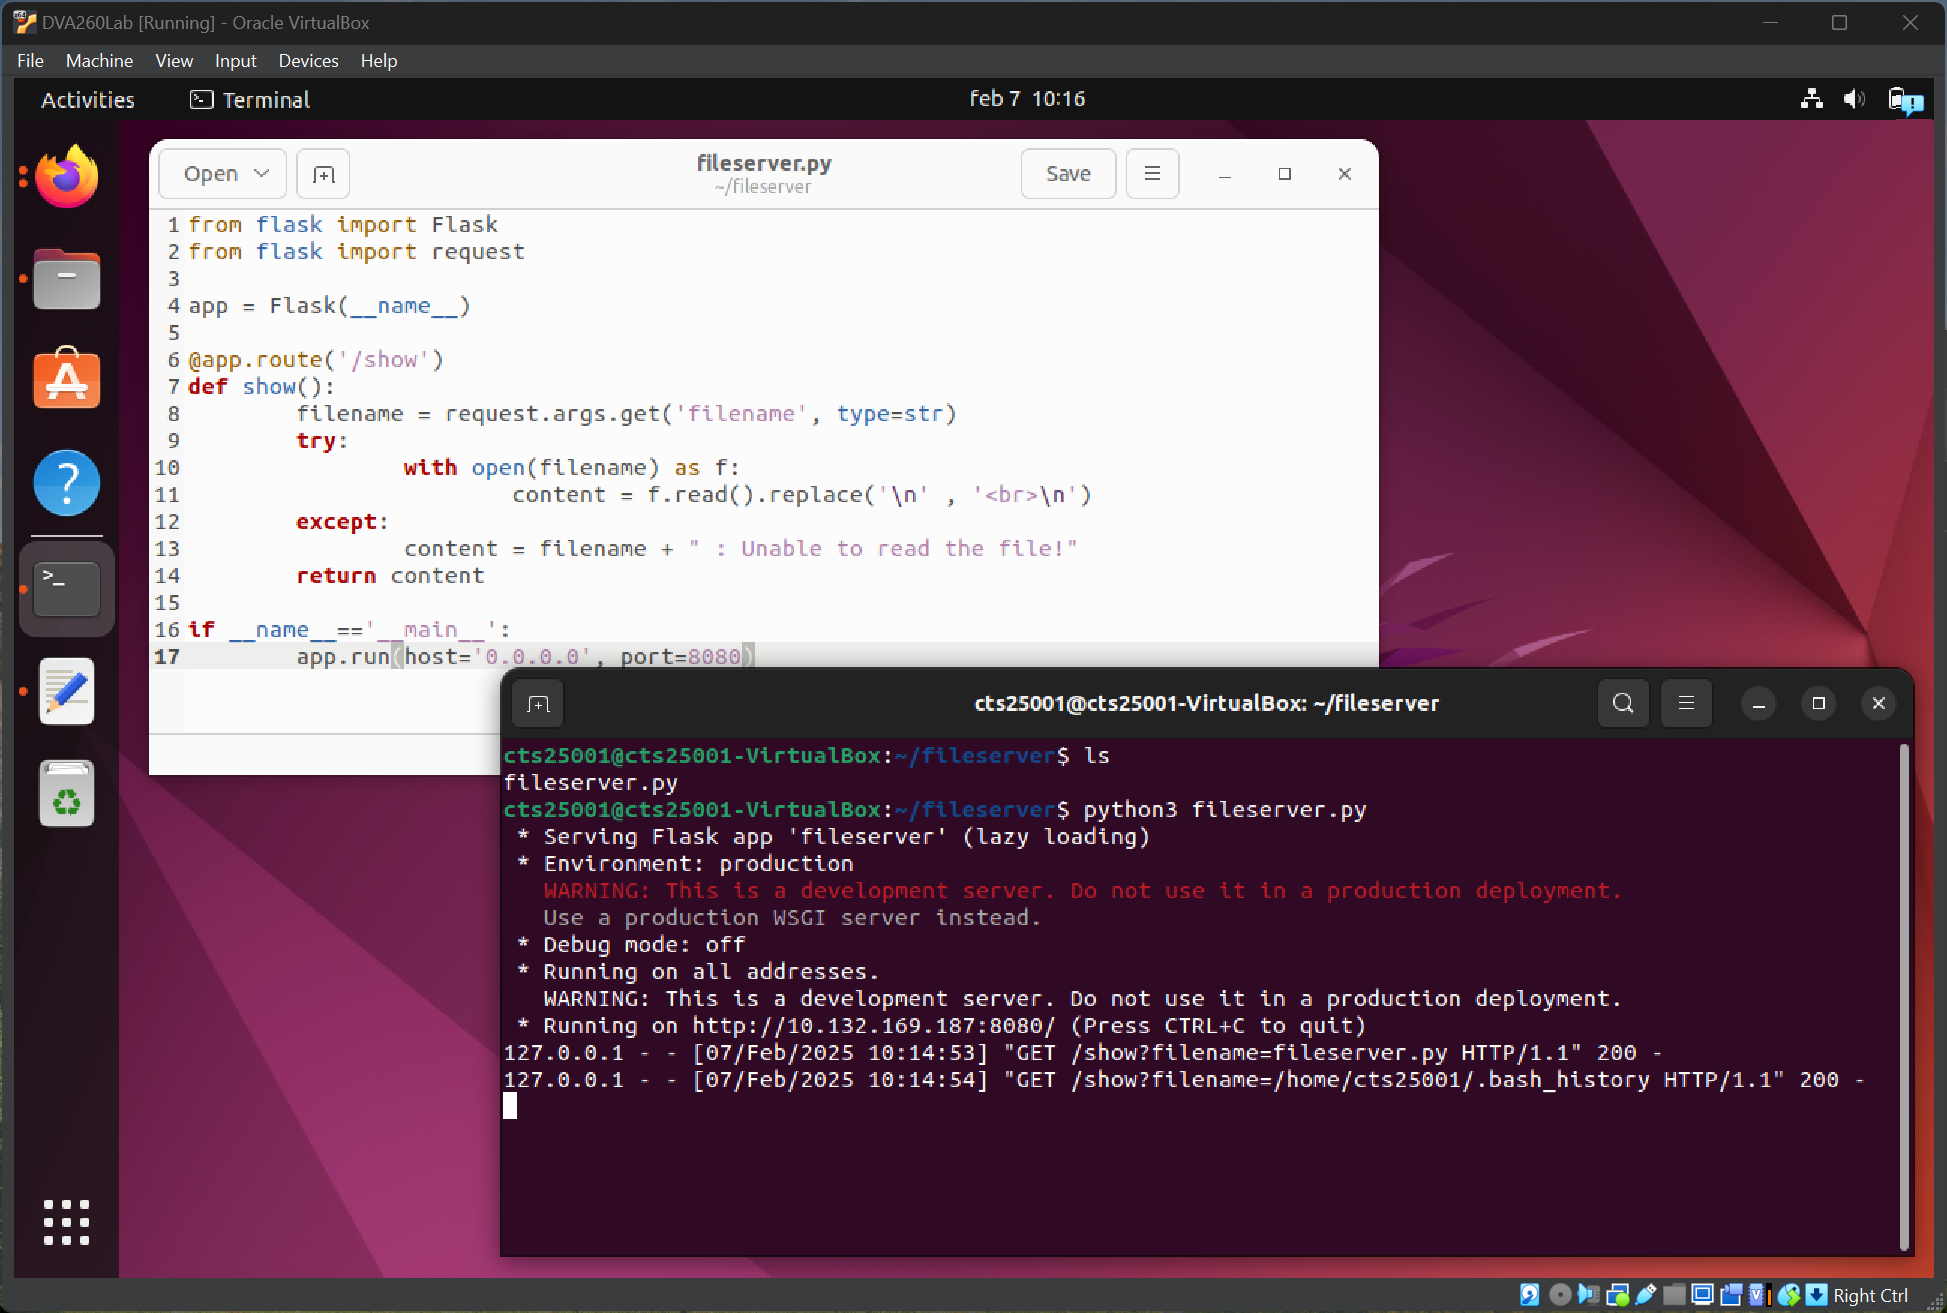 DVA260Lab [Running] - Oracle VirtualBox
File Machine View Input Devices Help
Activities Terminal feb 7 10:16
Open fileserver.py Save
~/fileserver
1 from flask import Flask
2 from flask import request
3
4 app = Flask(__name__)
5
6 @app.route('/show')
7 def show():
8 filename = request.args.get('filename', type=str)
9 try:
10 with open(filename) as f:
11 content = f.read().replace('\n' , '<br>\n')
12 except:
13 content = filename + " : Unable to read the file!"
14 return content
15
16 if __name__=='__main__':
17 app.run(host='0.0.0.0', port=8080)
cts25001@cts25001-VirtualBox: ~/fileserver
cts25001@cts25001-VirtualBox:~/fileserver$ ls
fileserver.py
cts25001@cts25001-VirtualBox:~/fileserver$ python3 fileserver.py
* Serving Flask app 'fileserver' (lazy loading)
* Environment: production
WARNING: This is a development server. Do not use it in a production deployment.
Use a production WSGI server instead.
* Debug mode: off
* Running on all addresses.
WARNING: This is a development server. Do not use it in a production deployment.
* Running on http://10.132.169.187:8080/ (Press CTRL+C to quit)
127.0.0.1 - - [07/Feb/2025 10:14:53] "GET /show?filename=fileserver.py HTTP/1.1" 200 -
127.0.0.1 - - [07/Feb/2025 10:14:54] "GET /show?filename=/home/cts25001/.bash_history HTTP/1.1" 200 -
Right Ctrl